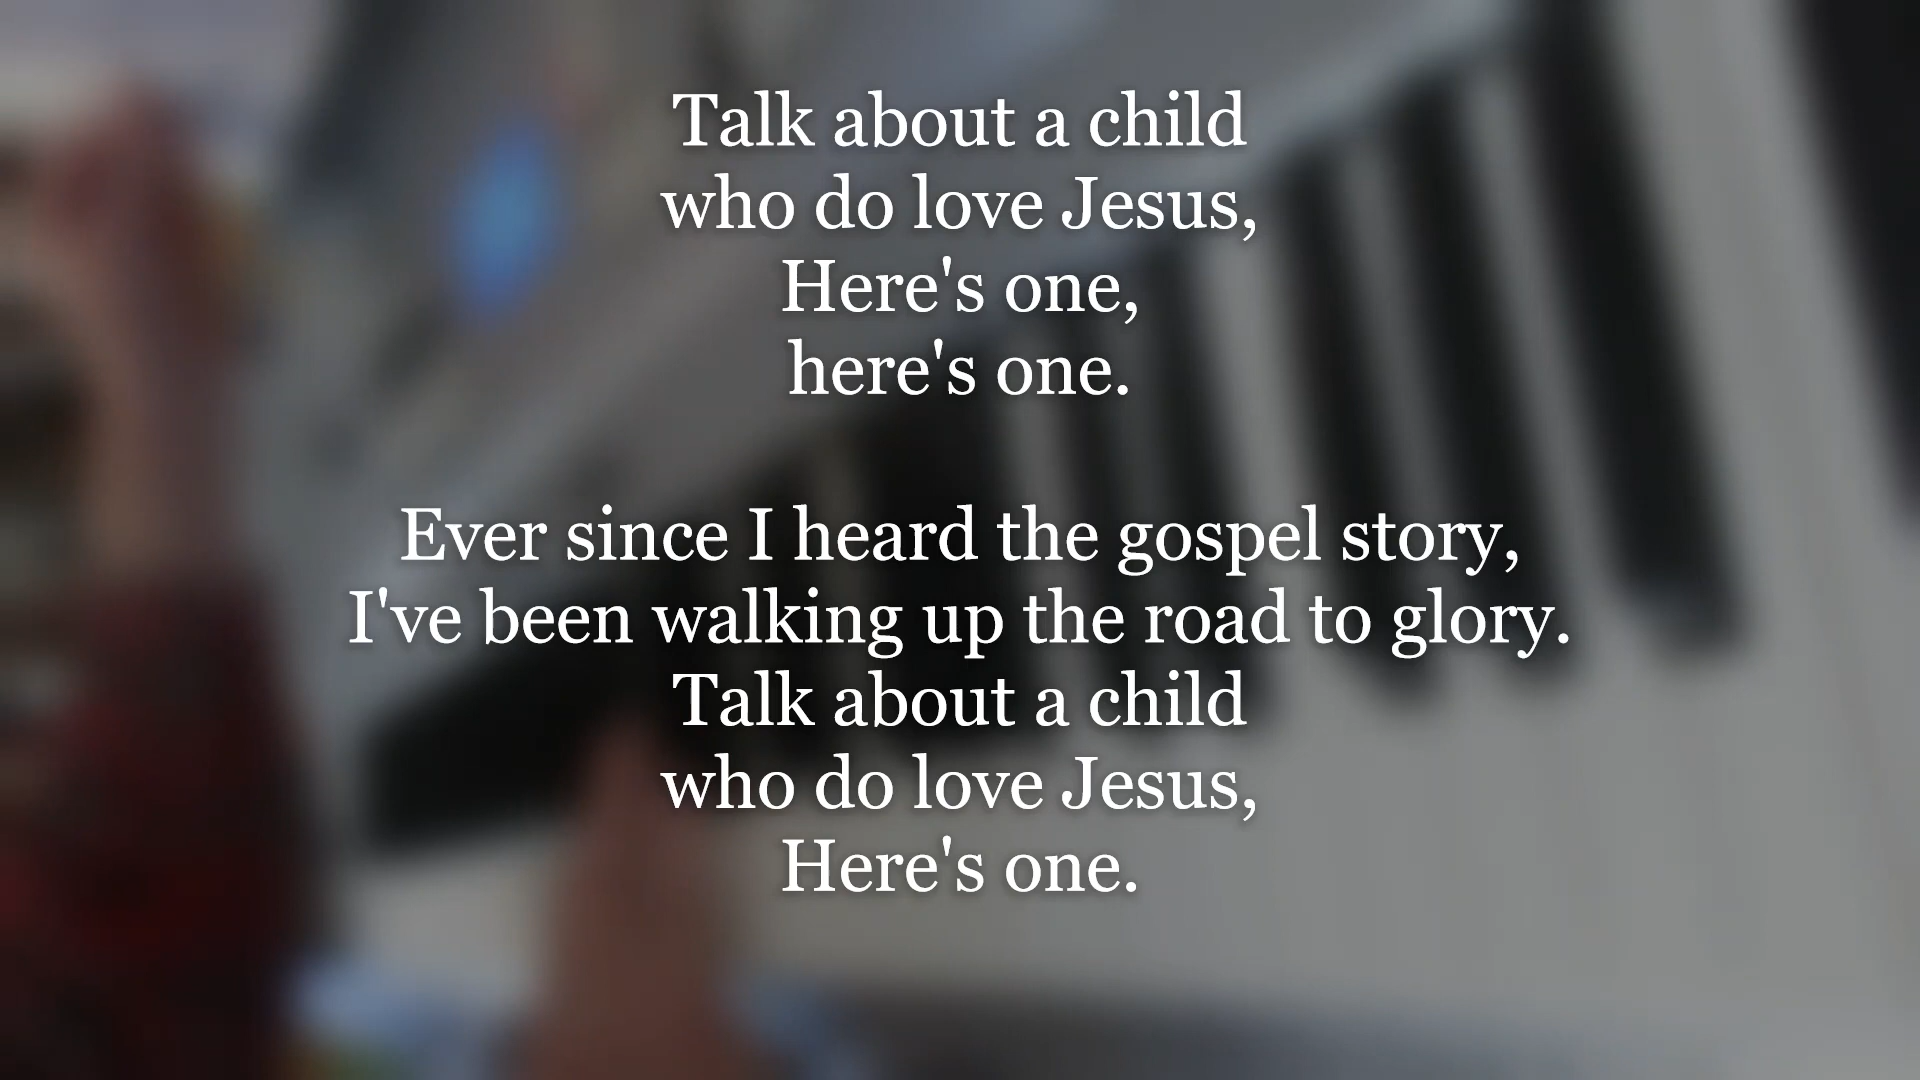 Talk about a child
who do love Jesus,
Here's one,
here's one.
Ever since I heard the gospel story,
I've been walking up the road to glory.
Talk about a child
who do love Jesus,
Here's one.